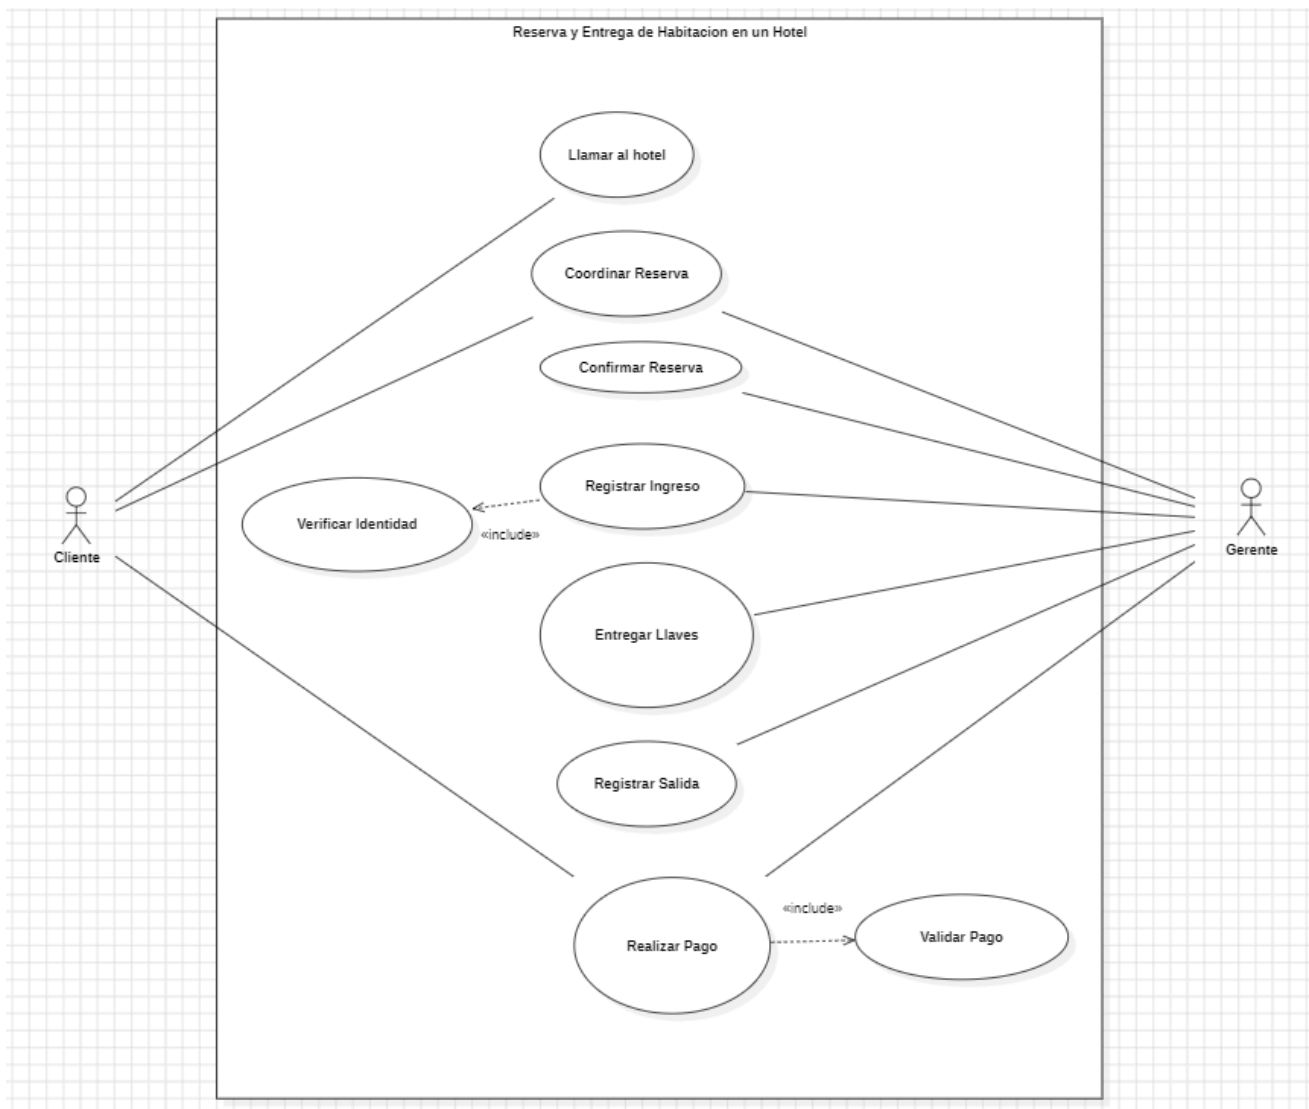 Reserva y Entrega de Habitacion en un Hotel
Llamar al hotel
Coordinar Reserva
Confirmar Reserva
Registrar Ingreso
Verificar Identidad
«include»
Cliente
Gerente
Entregar Llaves
Registrar Salida
«include»
Realizar Pago
Validar Pago